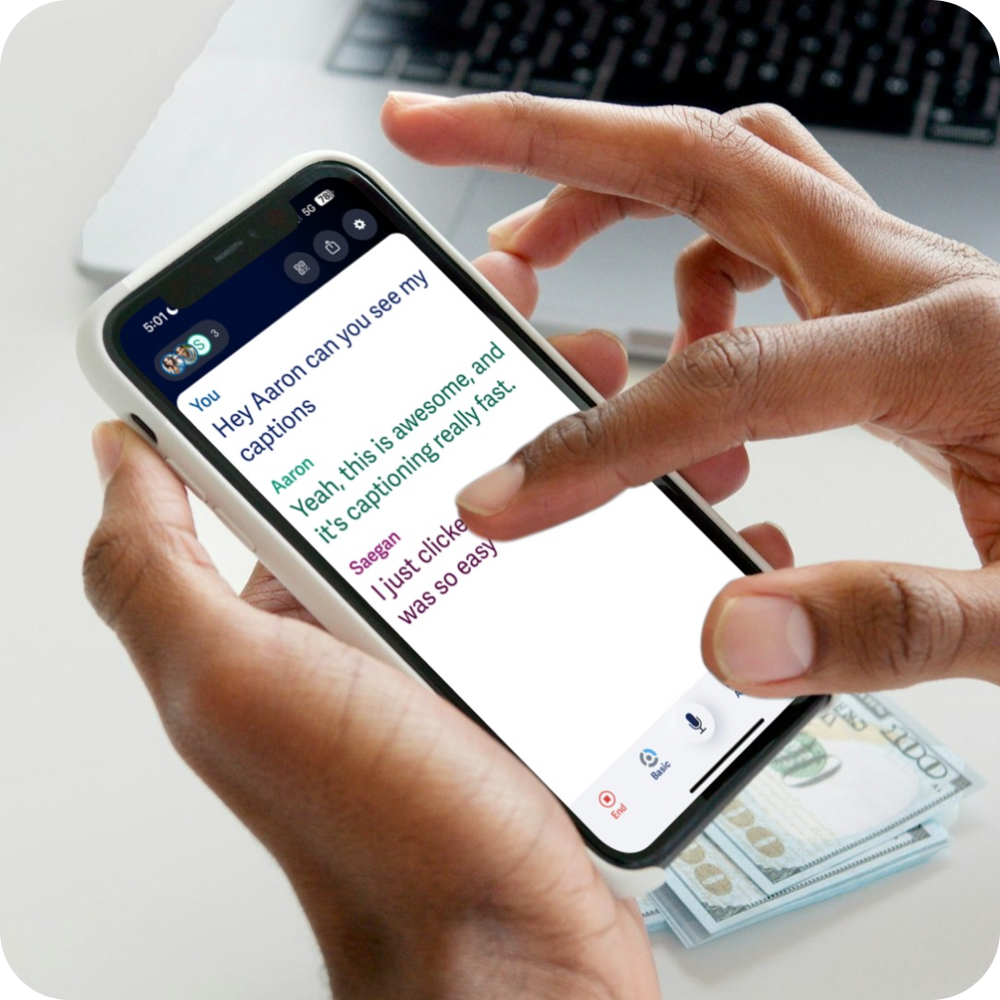 5:01
5G 78
S 3
You
Hey Aaron can you see my
captions
Aaron
Yeah, this is awesome, and
it's captioning really fast.
Saegan
I just clicke
was so easy
End
Basic
100